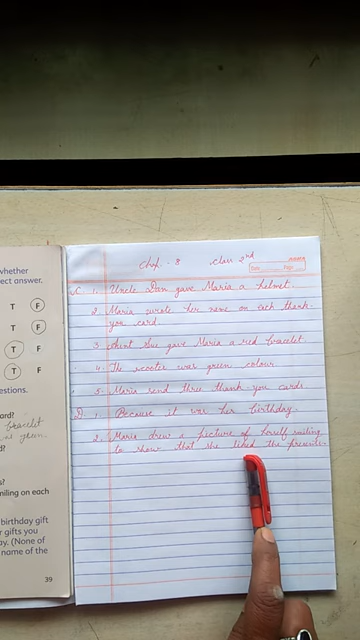 whether
ect answer.
T F
T F
T F
T F
estions.
ard?
bracelet
green
d?
s?
miling on each
birthday gift
r gifts you
ay. (None of
name of the
39
Chap. - 8 Class 2nd
C 1. Uncle Dan gave Maria a helmet.
2. Maria wrote her name on each thank
you card.
3. Aunt Sue gave Maria a red bracelet.
4. The scooter was green colour.
5. Maria send three thank you cards.
D. 1. Because it was her birthday.
2. Maria drew a picture of herself smiling
to show that she liked the presents.